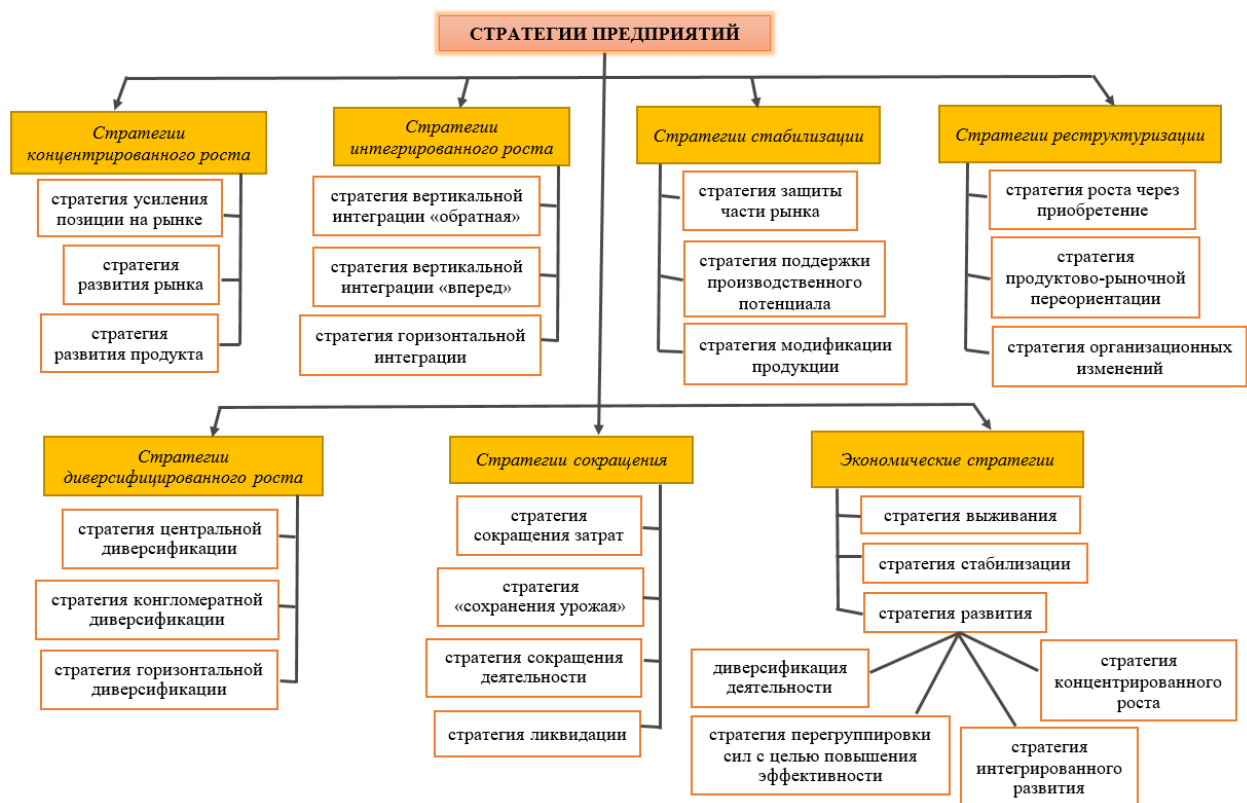 СТРАТЕГИИ ПРЕДПРИЯТИЙ
Стратегии
концентрированного роста
стратегия усиления
позиции на рынке
стратегия
развития рынка
стратегия
развития продукта
Стратегии
интегрированного роста
стратегия вертикальной
интеграции «обратная»
стратегия вертикальной
интеграции «вперед»
стратегия горизонтальной
интеграции
Стратегии стабилизации
стратегия защиты
части рынка
стратегия поддержки
производственного
потенциала
стратегия модификации
продукции
Стратегии реструктуризации
стратегия роста через
приобретение
стратегия
продуктово-рыночной
переориентации
стратегия организационных
изменений
Стратегии
диверсифицированного роста
стратегия центральной
диверсификации
стратегия конгломератной
диверсификации
стратегия горизонтальной
диверсификации
Стратегии сокращения
стратегия
сокращения затрат
стратегия
«сохранения урожая»
стратегия сокращения
деятельности
стратегия ликвидации
Экономические стратегии
стратегия выживания
стратегия стабилизации
стратегия развития
диверсификация
деятельности
стратегия перегруппировки
сил с целью повышения
эффективности
стратегия
интегрированного
развития
стратегия
концентрированного
роста